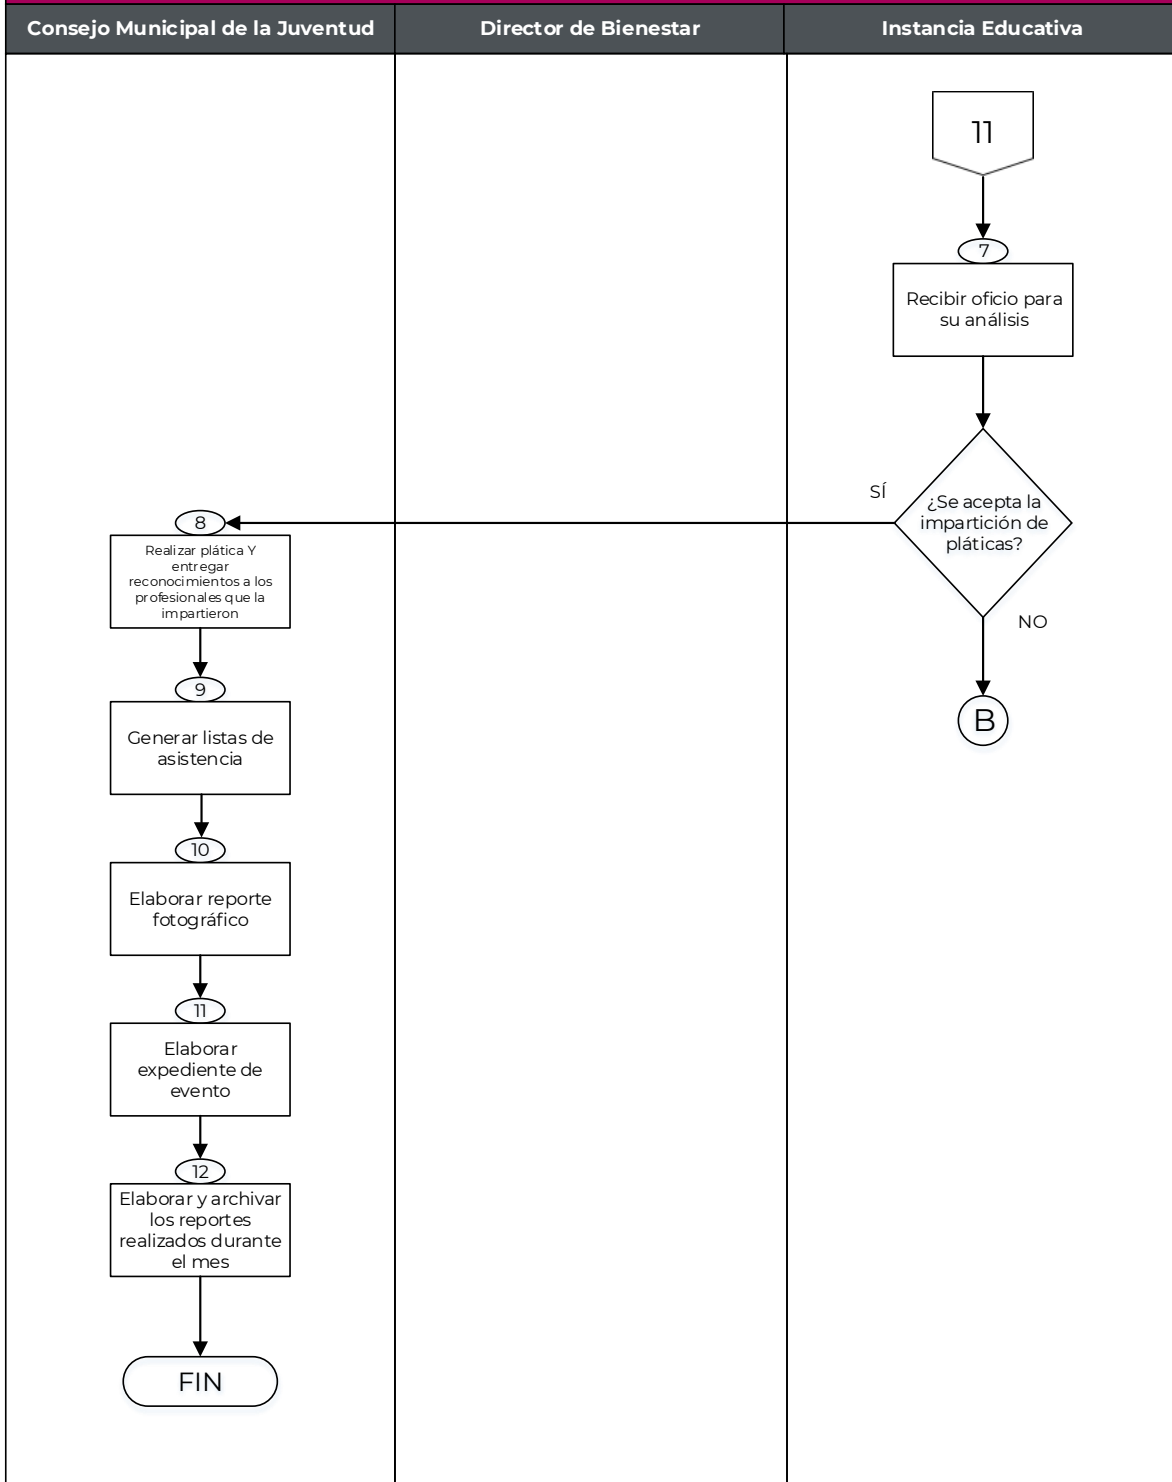 Consejo Municipal de la Juventud
Director de Bienestar
Instancia Educativa
11
7
Recibir oficio para
su análisis
¿Se acepta la
impartición de
pláticas?
SÍ
NO
B
8
Realizar plática Y
entregar
reconocimientos a los
profesionales que la
impartieron
9
Generar listas de
asistencia
10
Elaborar reporte
fotográfico
11
Elaborar
expediente de
evento
12
Elaborar y archivar
los reportes
realizados durante
el mes
FIN